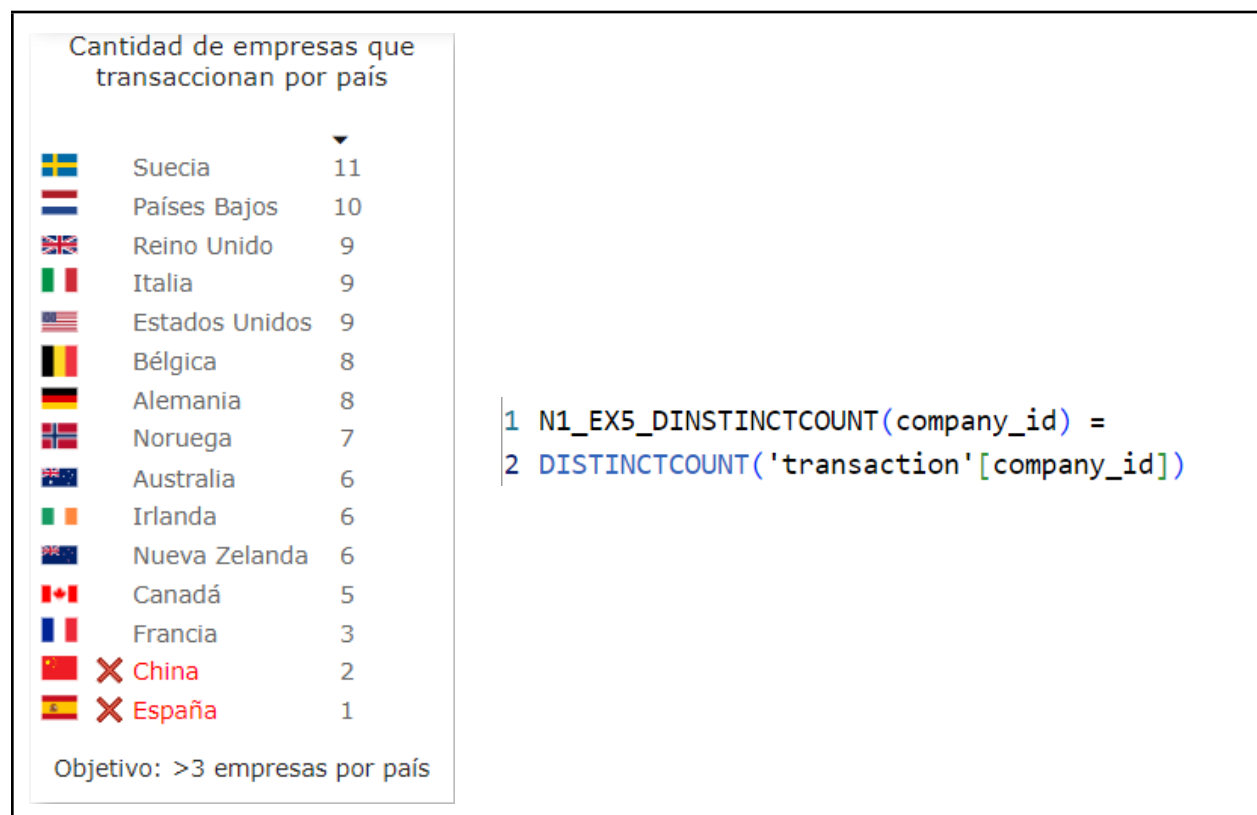 Cantidad de empresas que
transaccionan por país
Suecia 11
Países Bajos 10
Reino Unido 9
Italia 9
Estados Unidos 9
Bélgica 8
Alemania 8
Noruega 7
Australia 6
Irlanda 6
Nueva Zelanda 6
Canadá 5
Francia 3
China 2
España 1
Objetivo: >3 empresas por país
1 N1_EX5_DINSTINCTCOUNT(company_id) =
2 DISTINCTCOUNT('transaction'[company_id])